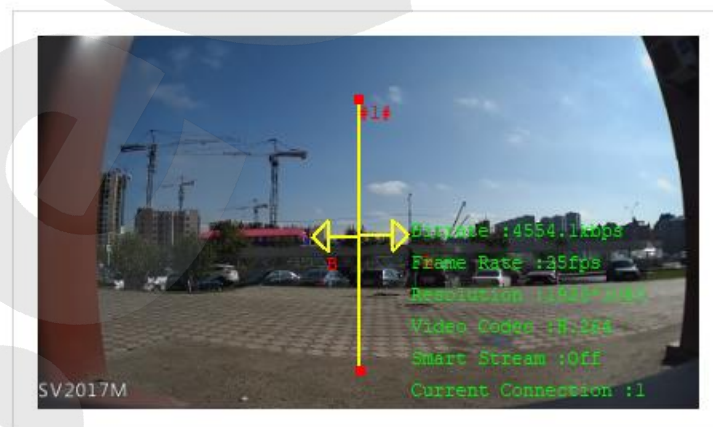 #1#
Bitrate :4554.1kbps
B
Frame Rate :25fps
Resolution
Video Codec :H.264
Smart Stream :Off
SV2017M
Current Connection :1